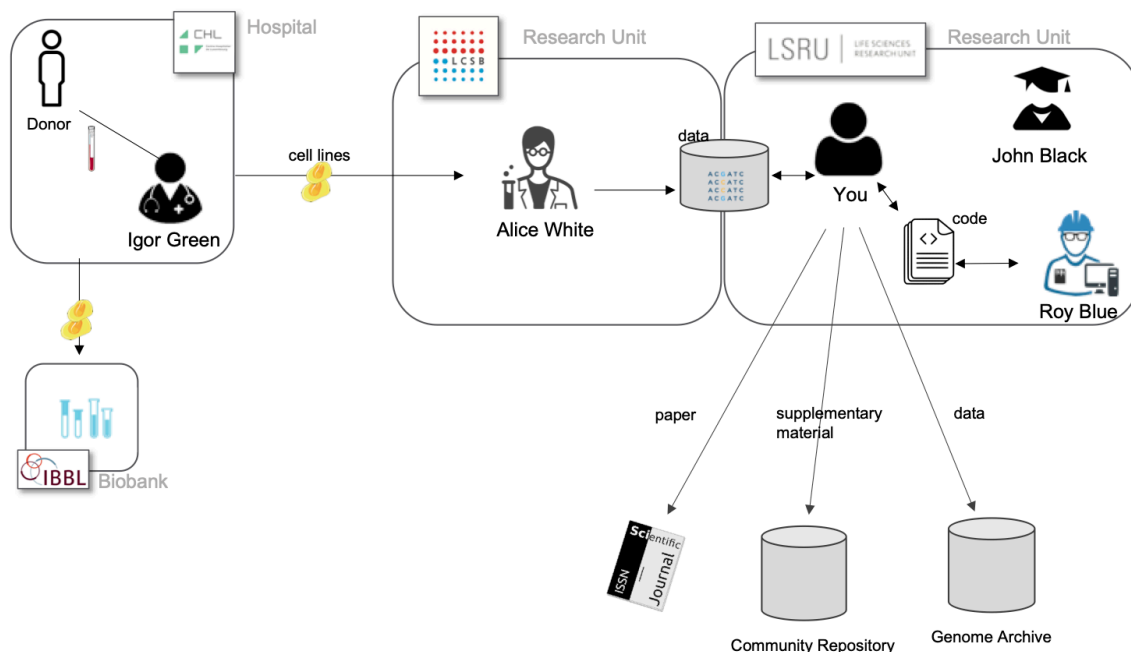 CHL
Hospital
Donor
Igor Green
cell lines
LCSB
Research Unit
Alice White
data
ACGATC
ACGATC
ACGATC
ACGATC
LSRU
LIFE SCIENCES
RESEARCH UNIT
Research Unit
You
John Black
code
Roy Blue
IBBL
Biobank
paper
supplementary
material
data
Scientific
Journal
ISSN
Community Repository
Genome Archive